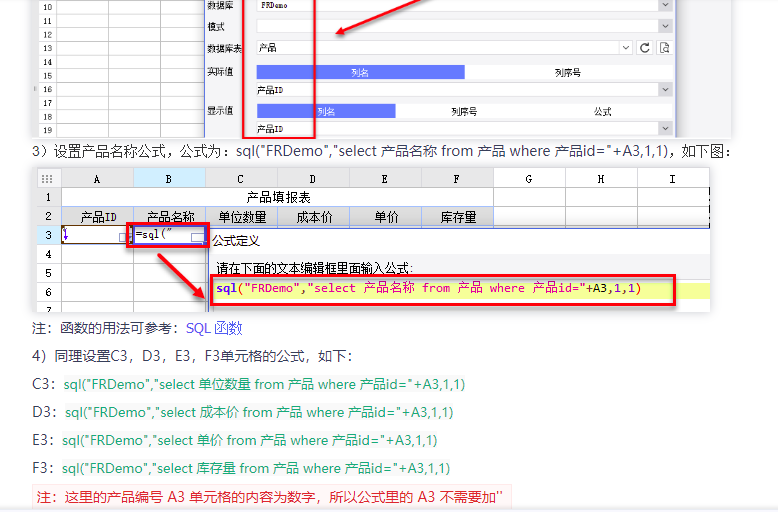 10 数据库 FRDemo
11 模式
12
13 数据库表 产品
14
15 实际值 列名 列序号
16 产品ID
17
18 显示值 列名 列序号 公式
19 产品ID
3）设置产品名称公式，公式为：sql("FRDemo","select 产品名称 from 产品 where 产品id="+A3,1,1)，如下图：
A B C D E F G H I
1 产品填报表
2 产品ID 产品名称 单位数量 成本价 单价 库存量
3 =sql("
公式定义
4
请在下面的文本编辑框里面输入公式:
5
6 sql("FRDemo","select 产品名称 from 产品 where 产品id="+A3,1,1)
7
注：函数的用法可参考：SQL 函数
4）同理设置C3，D3，E3，F3单元格的公式，如下：
C3：sql("FRDemo","select 单位数量 from 产品 where 产品id="+A3,1,1)
D3：sql("FRDemo","select 成本价 from 产品 where 产品id="+A3,1,1)
E3：sql("FRDemo","select 单价 from 产品 where 产品id="+A3,1,1)
F3：sql("FRDemo","select 库存量 from 产品 where 产品id="+A3,1,1)
注：这里的产品编号 A3 单元格的内容为数字，所以公式里的 A3 不需要加''